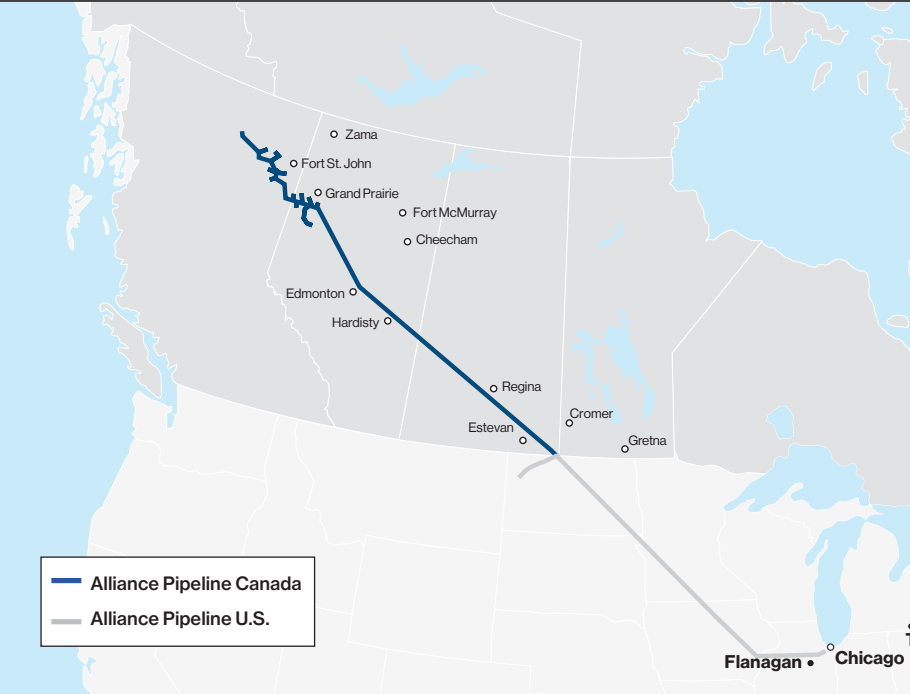 Zama
Fort St. John
Grand Prairie
Fort McMurray
Cheecham
Edmonton
Hardisty
Regina
Cromer
Estevan
Gretna
Alliance Pipeline Canada
Alliance Pipeline U.S.
Flanagan
Chicago